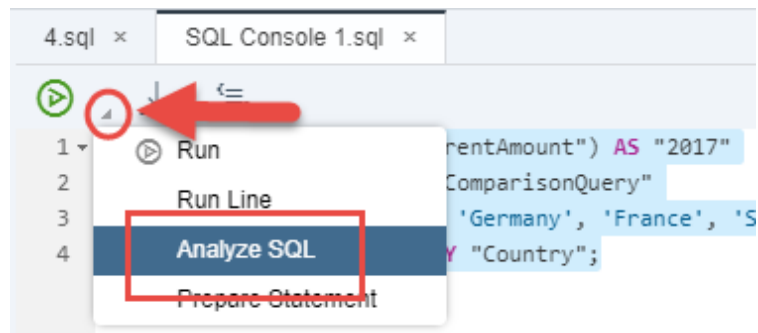 4.sql × SQL Console 1.sql ×
1 Run rentAmount") AS "2017"
2 Run Line ComparisonQuery"
3 'Germany', 'France', 'S
4 Analyze SQL Y "Country";
Prepare Statement